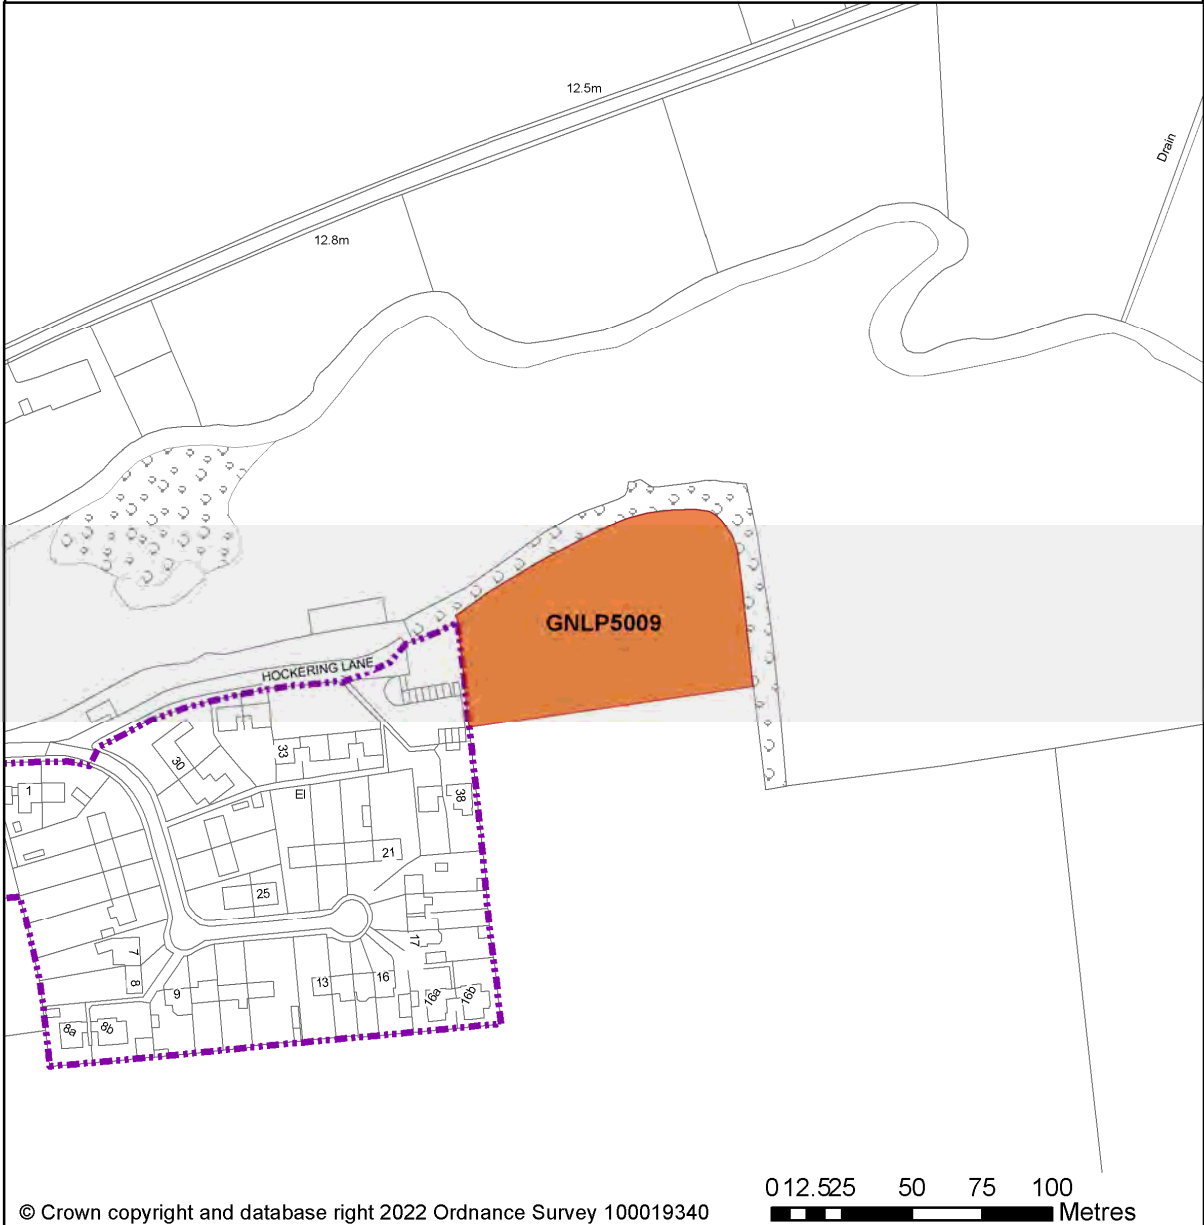 12.5m
Drain
12.8m
GNLP5009
HOCKERING LANE
33
30
1
El
38
21
25
17
7
8
9
13
16
16a
16b
8a
8b
0 12.5 25 50 75 100
Metres
© Crown copyright and database right 2022 Ordnance Survey 100019340